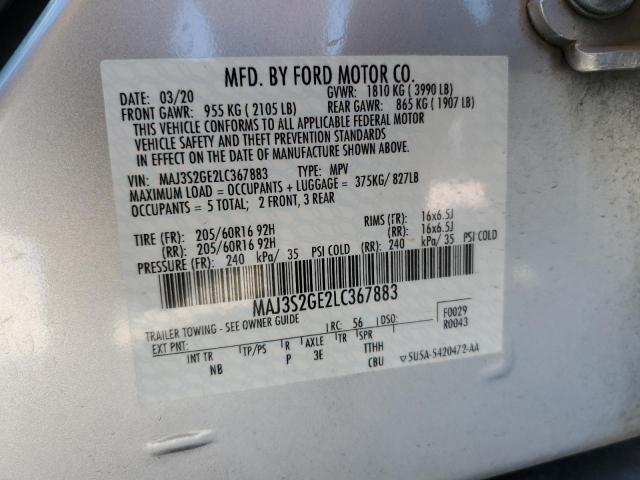 MFD. BY FORD MOTOR CO.
DATE: 03/20 GVWR: 1810 KG ( 3990 LB)
FRONT GAWR: 955 KG ( 2105 LB) REAR GAWR: 865 KG ( 1907 LB)
THIS VEHICLE CONFORMS TO ALL APPLICABLE FEDERAL MOTOR
VEHICLE SAFETY AND THEFT PREVENTION STANDARDS
IN EFFECT ON THE DATE OF MANUFACTURE SHOWN ABOVE.
VIN: MAJ3S2GE2LC367883 TYPE: MPV
MAXIMUM LOAD = OCCUPANTS + LUGGAGE = 375KG/ 827LB
OCCUPANTS = 5 TOTAL; 2 FRONT, 3 REAR
TIRE (FR): 205/60R16 92H RIMS (FR): 16x6.5J
(RR): 205/60R16 92H (RR): 16x6.5J
PRESSURE (FR): 240 kPa/ 35 PSI COLD (RR): 240 kPa/ 35 PSI COLD
MAJ3S2GE2LC367883
TRAILER TOWING - SEE OWNER GUIDE
F0029
R0043
EXT PNT: RC: 56 DSO:
INT TR TP/PS R AXLE TR SPR
NB P 3E ITHH
CBU SUSA-S420472-AA